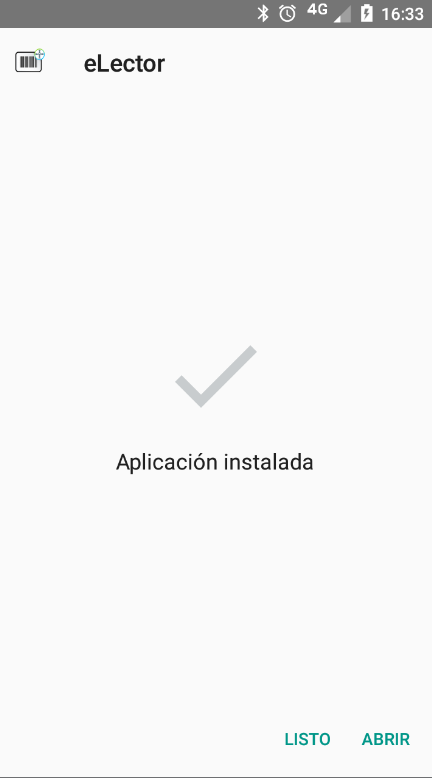 4G 16:33
eLector
Aplicación instalada
LISTO ABRIR